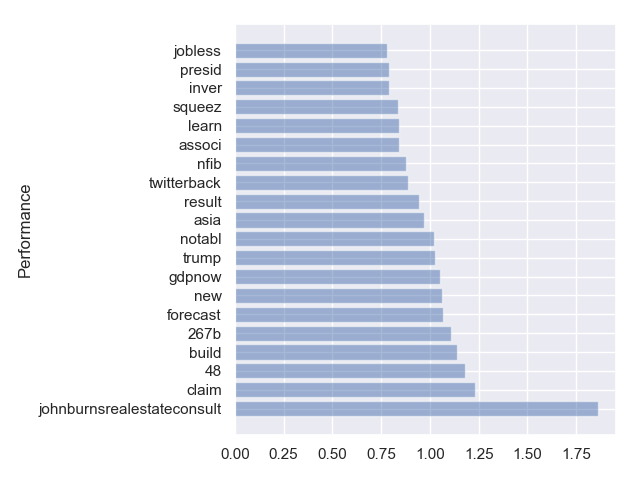 jobless
presid
inver
squeez
learn
associ
nfib
twitterback
result
asia
notabl
trump
gdpnow
new
forecast
267b
build
48
claim
johnburnsrealestateconsult
Performance
0.00 0.25 0.50 0.75 1.00 1.25 1.50 1.75